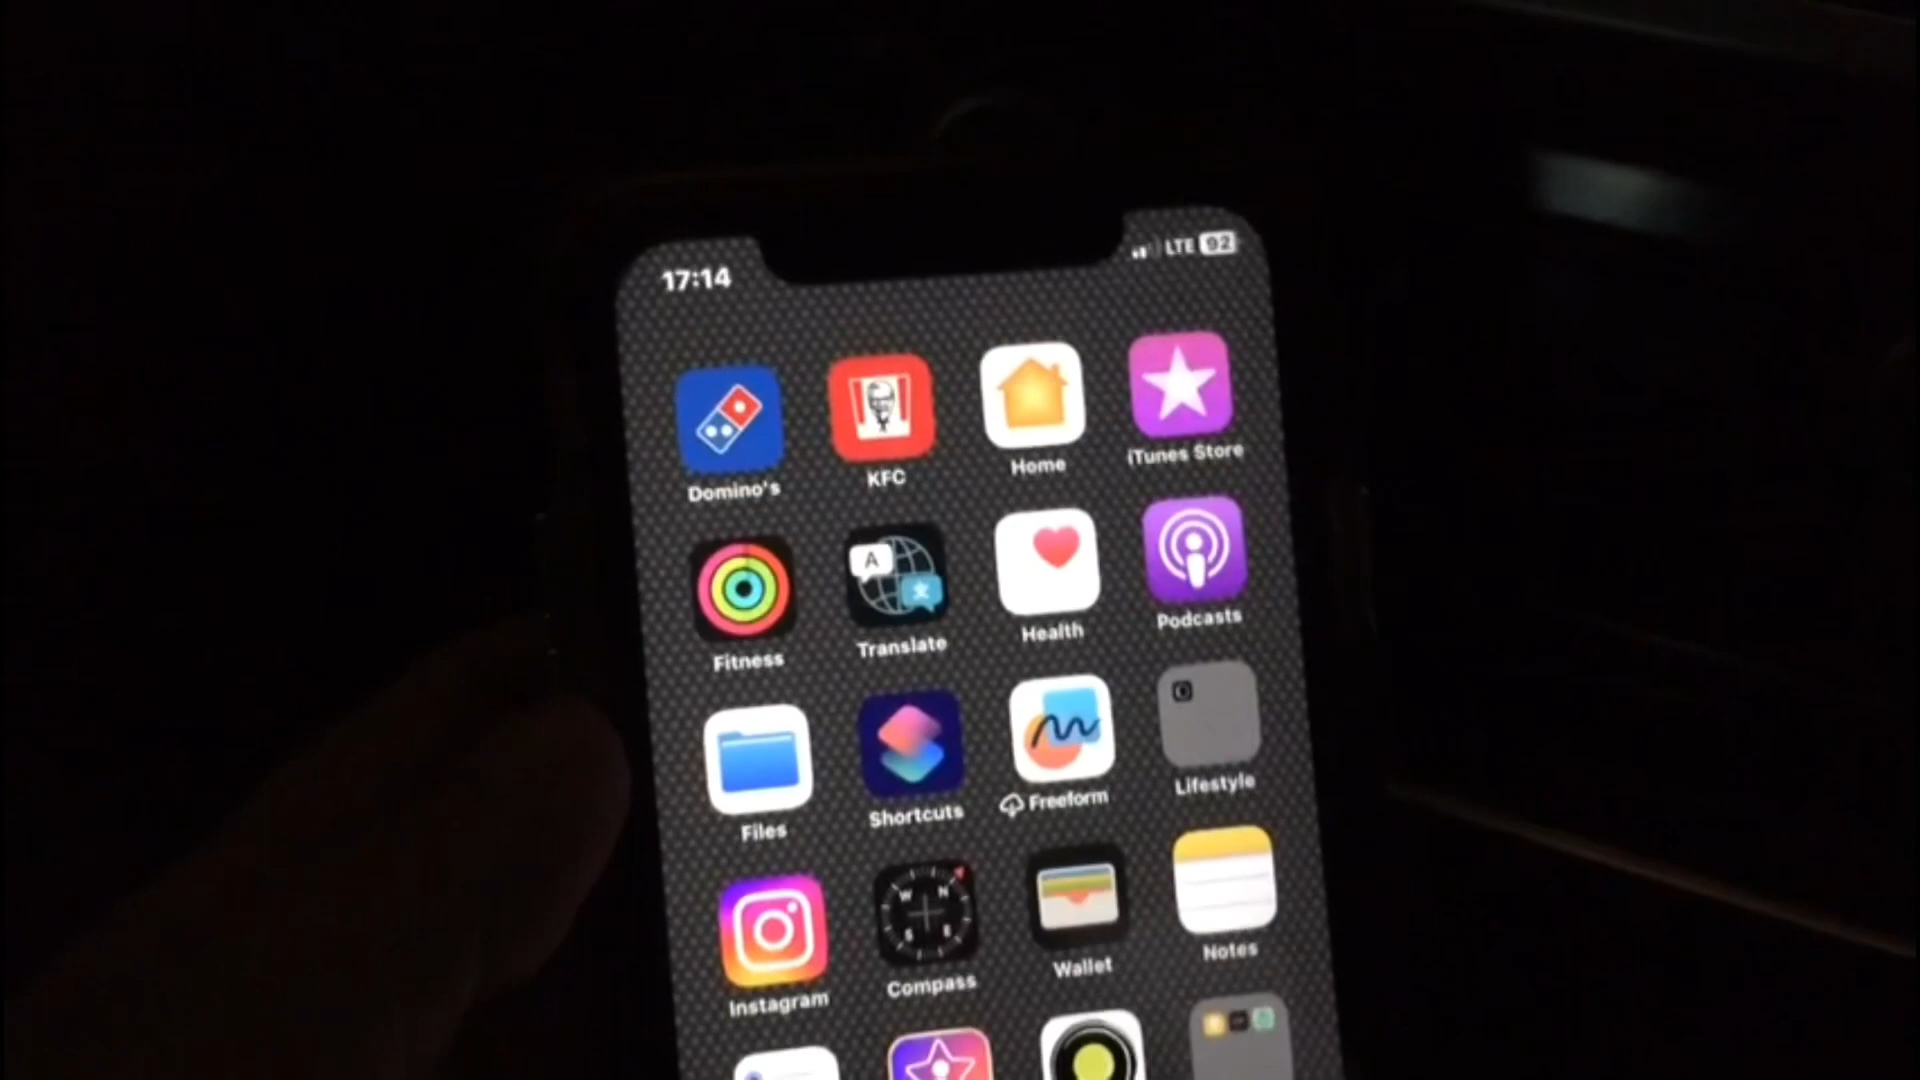 17:14 LTE 92
Domino's KFC Home iTunes Store
Fitness Translate Health Podcasts
Files Shortcuts Freeform Lifestyle
Instagram Compass Wallet Notes